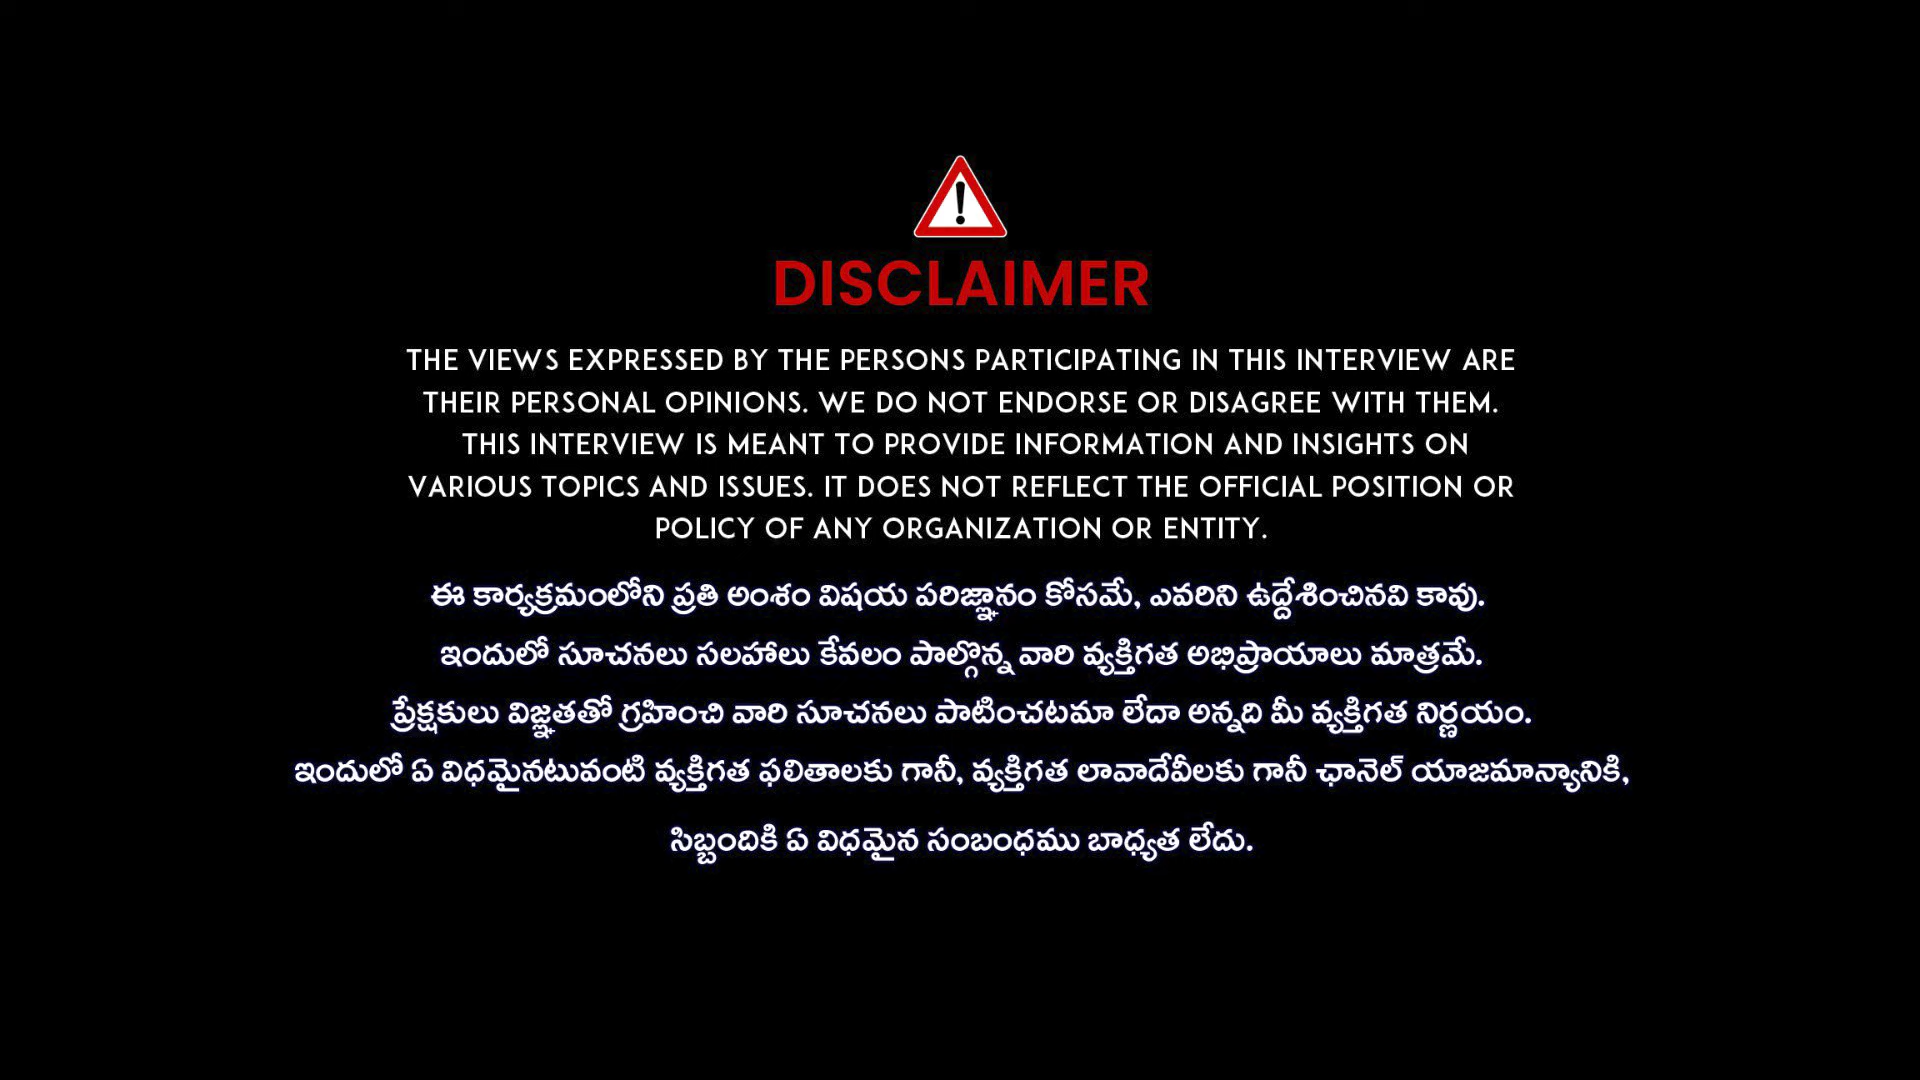 DISCLAIMER
THE VIEWS EXPRESSED BY THE PERSONS PARTICIPATING IN THIS INTERVIEW ARE
THEIR PERSONAL OPINIONS. WE DO NOT ENDORSE OR DISAGREE WITH THEM.
THIS INTERVIEW IS MEANT TO PROVIDE INFORMATION AND INSIGHTS ON
VARIOUS TOPICS AND ISSUES. IT DOES NOT REFLECT THE OFFICIAL POSITION OR
POLICY OF ANY ORGANIZATION OR ENTITY.
ఈ కార్యక్రమంలోని ప్రతి అంశం విషయ పరిజ్ఞానం కోసమే, ఎవరిని ఉద్దేశించినవి కావు.
ఇందులో సూచనలు సలహాలు కేవలం పాల్గొన్న వారి వ్యక్తిగత అభిప్రాయాలు మాత్రమే.
ప్రేక్షకులు విజ్ఞతతో గ్రహించి వారి సూచనలు పాటించటమా లేదా అన్నది మీ వ్యక్తిగత నిర్ణయం.
ఇందులో ఏ విధమైనటువంటి వ్యక్తిగత ఫలితాలకు గానీ, వ్యక్తిగత లావాదేవీలకు గానీ ఛానెల్ యాజమాన్యానికి,
సిబ్బందికి ఏ విధమైన సంబంధము బాధ్యత లేదు.